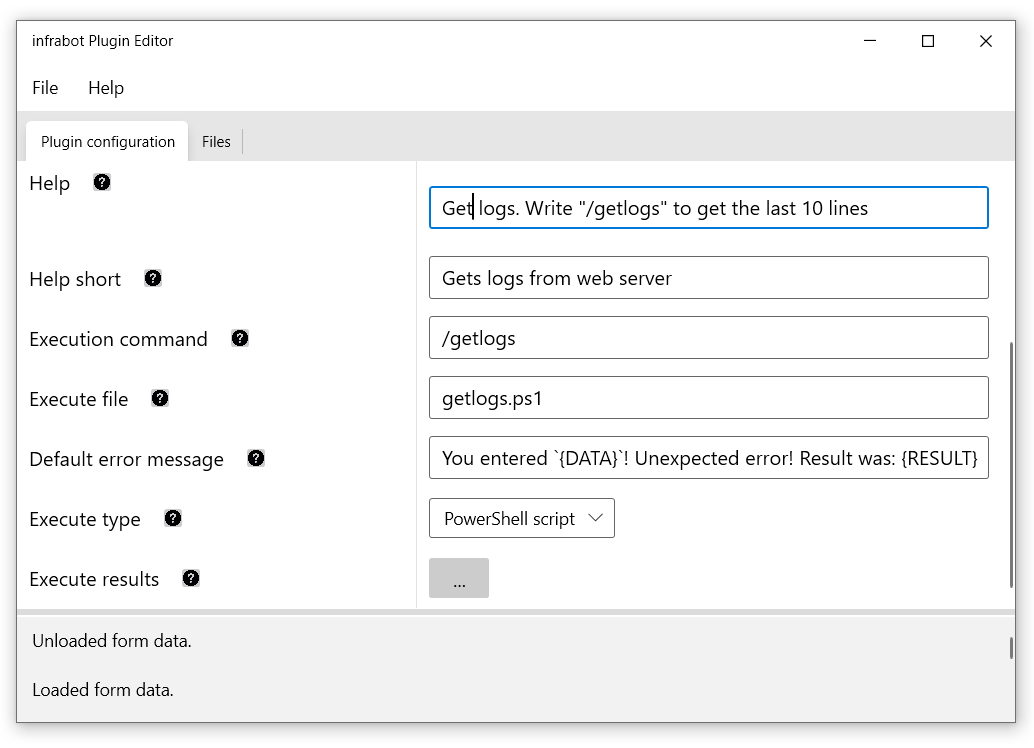 infrabot Plugin Editor
File Help
Plugin configuration Files
Help ?
Get logs. Write "/getlogs" to get the last 10 lines
Help short ? Gets logs from web server
Execution command ? /getlogs
Execute file ? getlogs.ps1
Default error message ? You entered `{DATA}`! Unexpected error! Result was: {RESULT}
Execute type ? PowerShell script
Execute results ? ...
Unloaded form data.
Loaded form data.